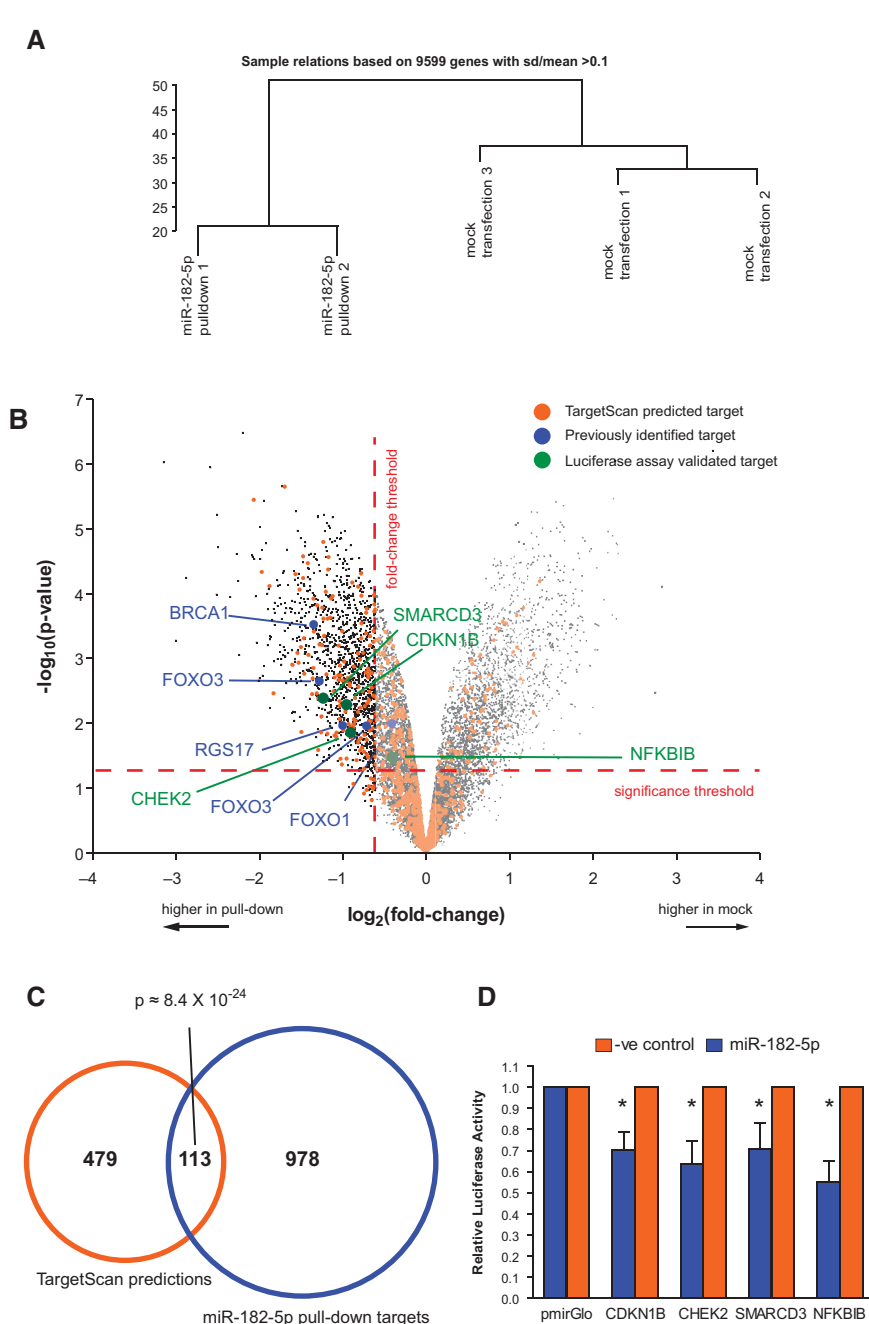 A
Sample relations based on 9599 genes with sd/mean >0.1
50
45
40
35
30
25
20
miR-182-5p
pulldown 1
miR-182-5p
pulldown 2
mock
transfection 3
mock
transfection 1
mock
transfection 2
B
7
6
5
4
3
2
1
0
-log10(p-value)
TargetScan predicted target
Previously identified target
Luciferase assay validated target
fold-change threshold
BRCA1
SMARCD3
CDKN1B
FOXO3
RGS17
NFKBIB
CHEK2
FOXO3
FOXO1
significance threshold
–4
–3
–2
–1
0
1
2
3
4
higher in pull-down
log2(fold-change)
higher in mock
C
p ≈ 8.4 X 10-24
479
113
978
TargetScan predictions
miR-182-5p pull-down targets
D
-ve control
miR-182-5p
1.1
1.0
0.9
0.8
0.7
0.6
0.5
0.4
0.3
0.2
0.1
0.0
Relative Luciferase Activity
*
*
*
*
pmirGlo
CDKN1B
CHEK2
SMARCD3
NFKBIB